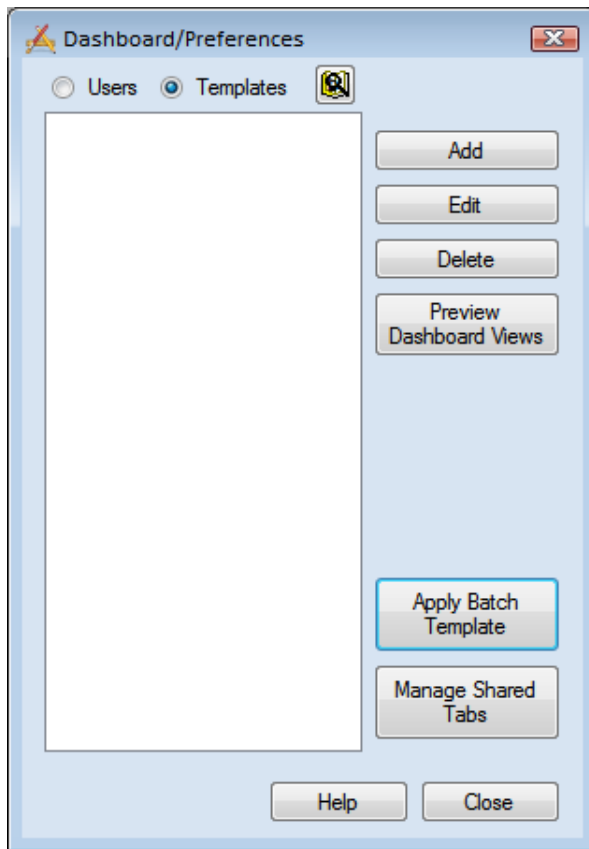 Dashboard/Preferences
Users Templates
Add
Edit
Delete
Preview
Dashboard Views
Apply Batch
Template
Manage Shared
Tabs
Help Close